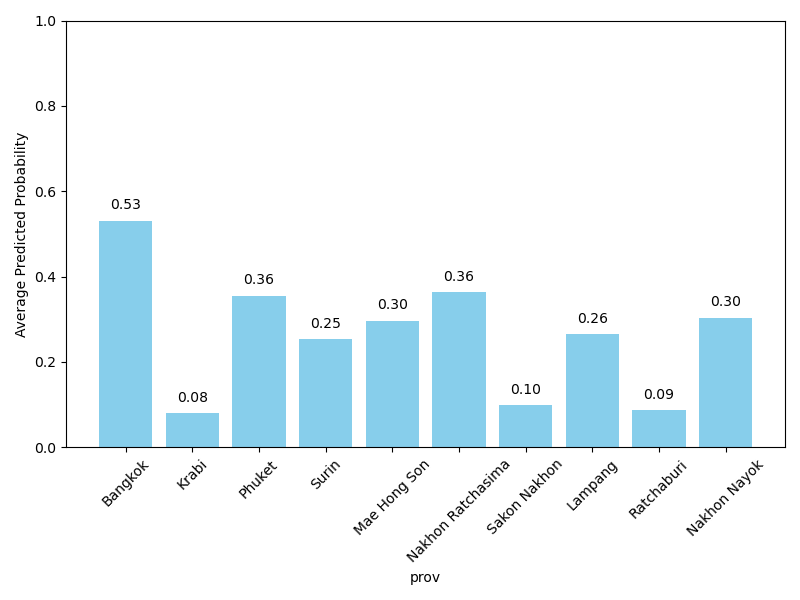 1.0
0.8
0.6
0.4
0.2
0.0
Average Predicted Probability
0.53
0.08
0.36
0.25
0.30
0.36
0.10
0.26
0.09
0.30
Bangkok
Krabi
Phuket
Surin
Mae Hong Son
Nakhon Ratchasima
Sakon Nakhon
Lampang
Ratchaburi
Nakhon Nayok
prov